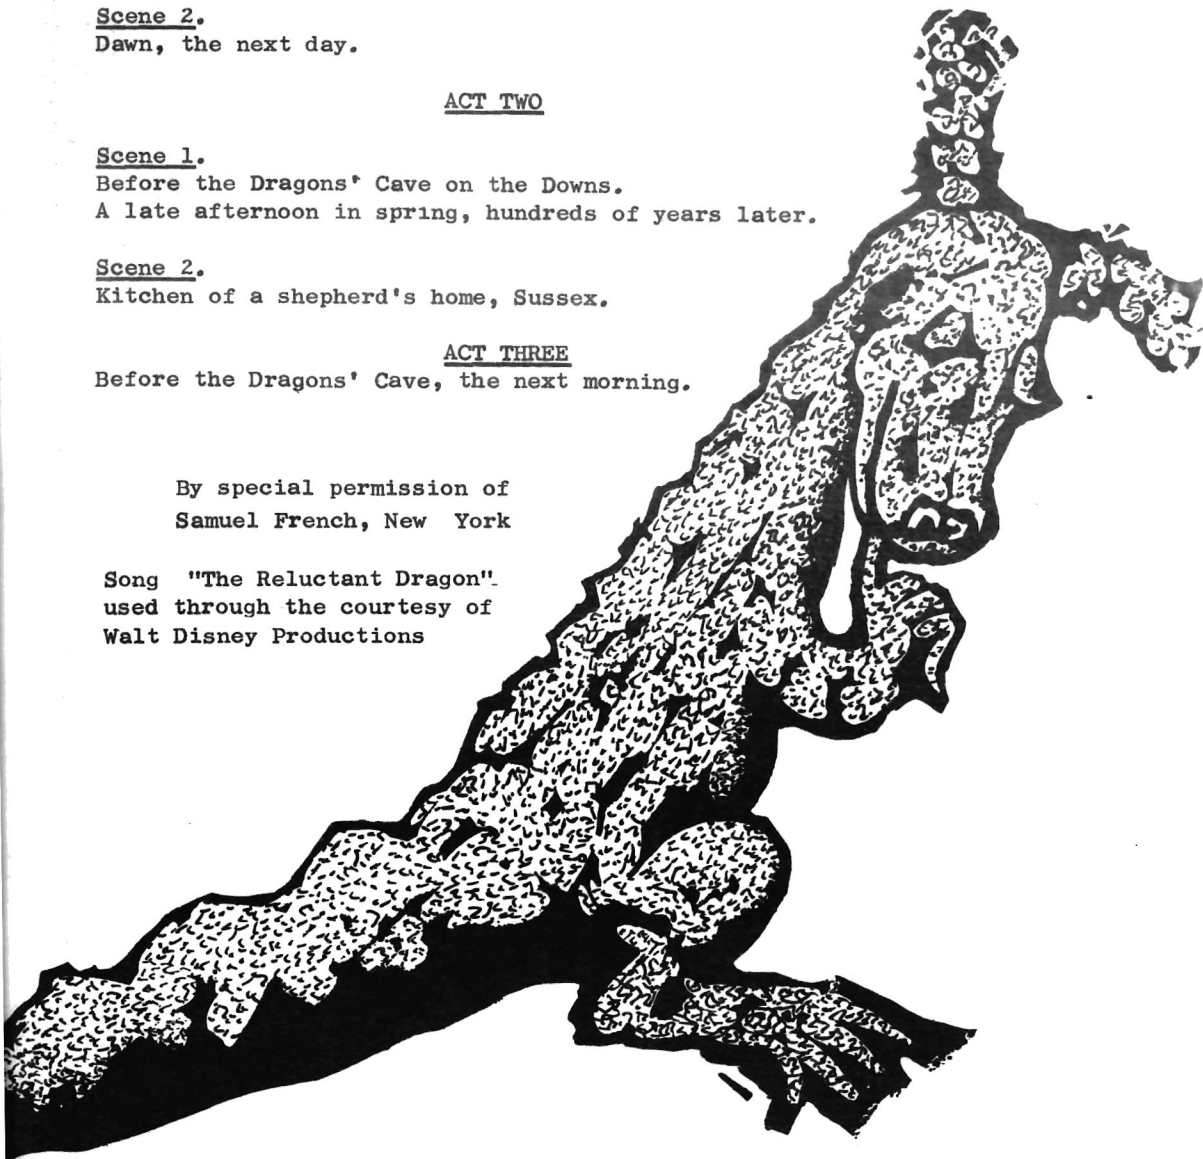 Scene 2.
Dawn, the next day.
ACT TWO
Scene 1.
Before the Dragons' Cave on the Downs.
A late afternoon in spring, hundreds of years later.
Scene 2.
Kitchen of a shepherd's home, Sussex.
ACT THREE
Before the Dragons' Cave, the next morning.
By special permission of
Samuel French, New York
Song "The Reluctant Dragon"
used through the courtesy of
Walt Disney Productions